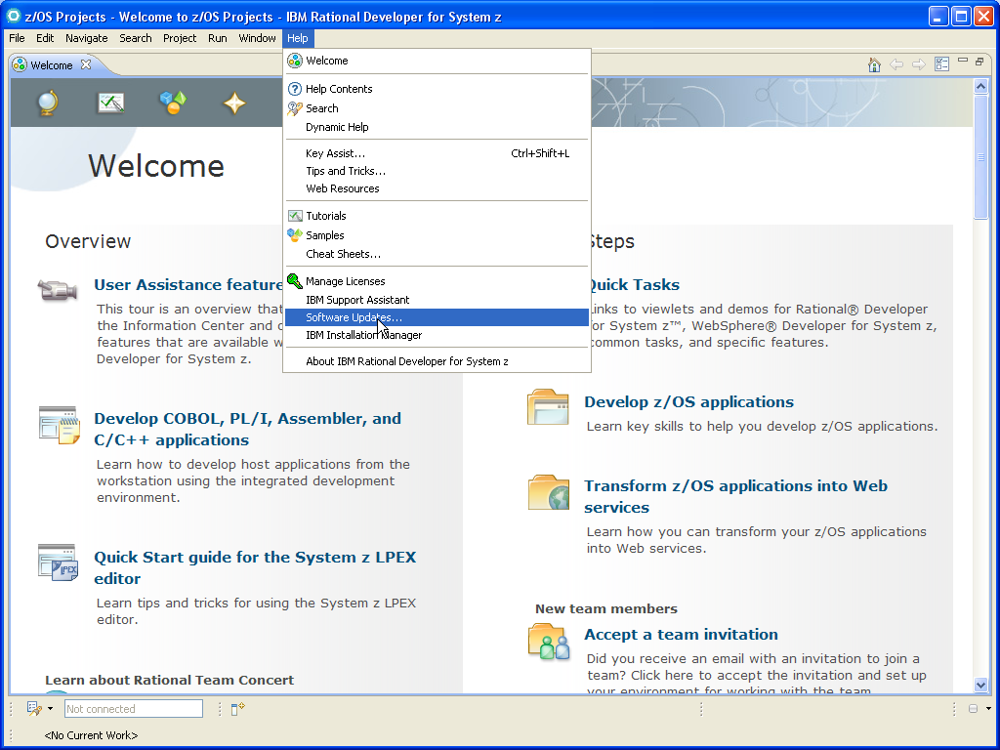 z/OS Projects - Welcome to z/OS Projects - IBM Rational Developer for System z
File Edit Navigate Search Project Run Window Help
Welcome
Welcome
Help Contents
Search
Dynamic Help
Key Assist... Ctrl+Shift+L
Tips and Tricks...
Web Resources
Tutorials
Samples
Cheat Sheets...
Manage Licenses
IBM Support Assistant
Software Updates...
IBM Installation Manager
About IBM Rational Developer for System z
Welcome
Overview
User Assistance feature
This tour is an overview that
the Information Center and
features that are available w
Developer for System z.
Develop COBOL, PL/I, Assembler, and
C/C++ applications
Learn how to develop host applications from the
workstation using the integrated development
environment.
Quick Start guide for the System z LPEX
editor
Learn tips and tricks for using the System z LPEX
editor.
Learn about Rational Team Concert
Steps
Quick Tasks
Links to viewlets and demos for Rational® Developer
for System z™, WebSphere® Developer for System z,
common tasks, and specific features.
Develop z/OS applications
Learn key skills to help you develop z/OS applications.
Transform z/OS applications into Web
services
Learn how you can transform your z/OS applications
into Web services.
New team members
Accept a team invitation
Did you receive an email with an invitation to join a
team? Click here to accept the invitation and set up
your environment for working with the team
LPEX
Not connected
<No Current Work>